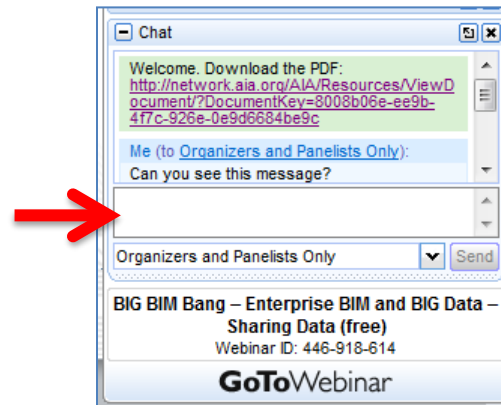 Chat
Welcome. Download the PDF:
http://network.aia.org/AIA/Resources/ViewD
ocument/?DocumentKey=8008b06e-ee9b-
4f7c-926e-0e9d6684be9c
Me (to Organizers and Panelists Only):
Can you see this message?
Organizers and Panelists Only
Send
BIG BIM Bang – Enterprise BIM and BIG Data –
Sharing Data (free)
Webinar ID: 446-918-614
GoToWebinar